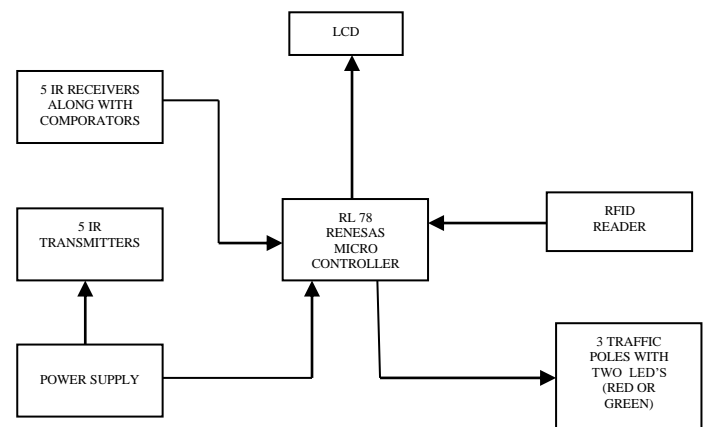 LCD
5 IR RECEIVERS
ALONG WITH
COMPORATORS
5 IR
TRANSMITTERS
RL 78
RENESAS
MICRO
CONTROLLER
RFID
READER
POWER SUPPLY
3 TRAFFIC
POLES WITH
TWO LED'S
(RED OR
GREEN)